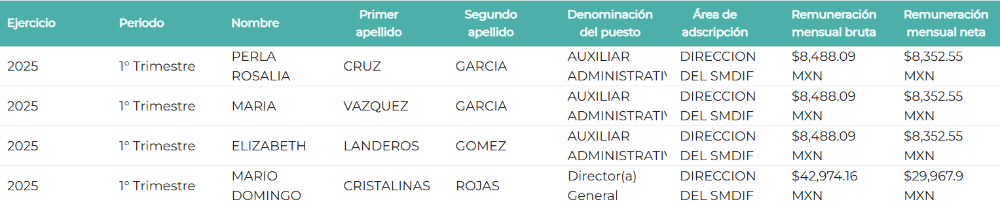 Ejercicio Periodo Nombre Primer apellido Segundo apellido Denominación del puesto Área de adscripción Remuneración mensual bruta Remuneración mensual neta
2025 1° Trimestre PERLA ROSALIA CRUZ GARCIA AUXILIAR ADMINISTRATIV DIRECCION DEL SMDIF $8,488.09 MXN $8,352.55 MXN
2025 1° Trimestre MARIA VAZQUEZ GARCIA AUXILIAR ADMINISTRATIV DIRECCION DEL SMDIF $8,488.09 MXN $8,352.55 MXN
2025 1° Trimestre ELIZABETH LANDEROS GOMEZ AUXILIAR ADMINISTRATIV DIRECCION DEL SMDIF $8,488.09 MXN $8,352.55 MXN
2025 1° Trimestre MARIO DOMINGO CRISTALINAS ROJAS Director(a) General DIRECCION DEL SMDIF $42,974.16 MXN $29,967.9 MXN